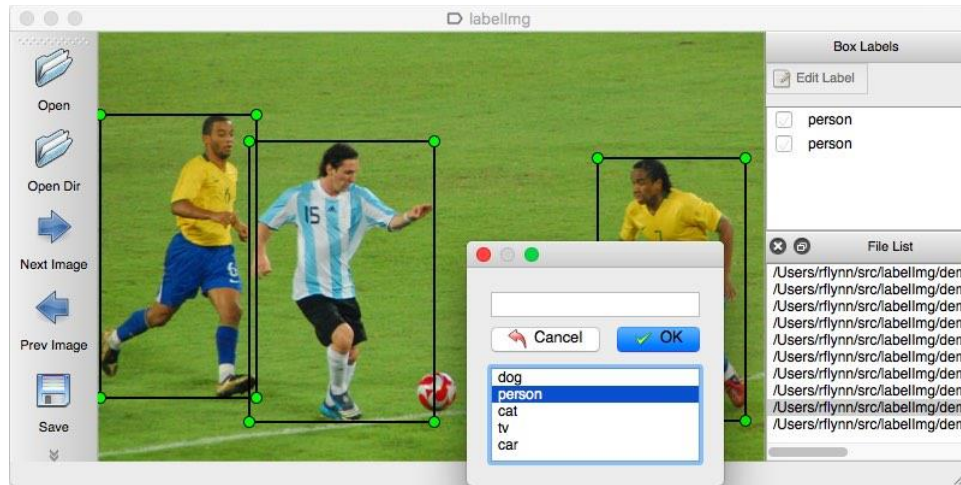 labelImg
Open
Open Dir
Next Image
Prev Image
Save
6
15
7
Cancel
OK
dog
person
cat
tv
car
Box Labels
Edit Label
person
person
File List
/Users/rflynn/src/labelImg/der
/Users/rflynn/src/labelImg/der
/Users/rflynn/src/labelImg/der
/Users/rflynn/src/labelImg/der
/Users/rflynn/src/labelImg/der
/Users/rflynn/src/labelImg/der
/Users/rflynn/src/labelImg/der
/Users/rflynn/src/labelImg/der
/Users/rflynn/src/labelImg/der
/Users/rflynn/src/labelImg/der